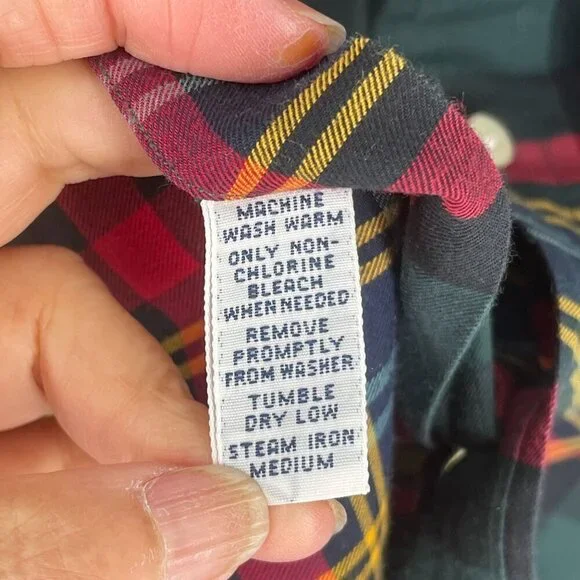 MACHINE
WASH WARM
ONLY NON-
CHLORINE
BLEACH
WHEN NEEDED
REMOVE
PROMPTLY
FROM WASHER
TUMBLE
DRY LOW
STEAM IRON
MEDIUM